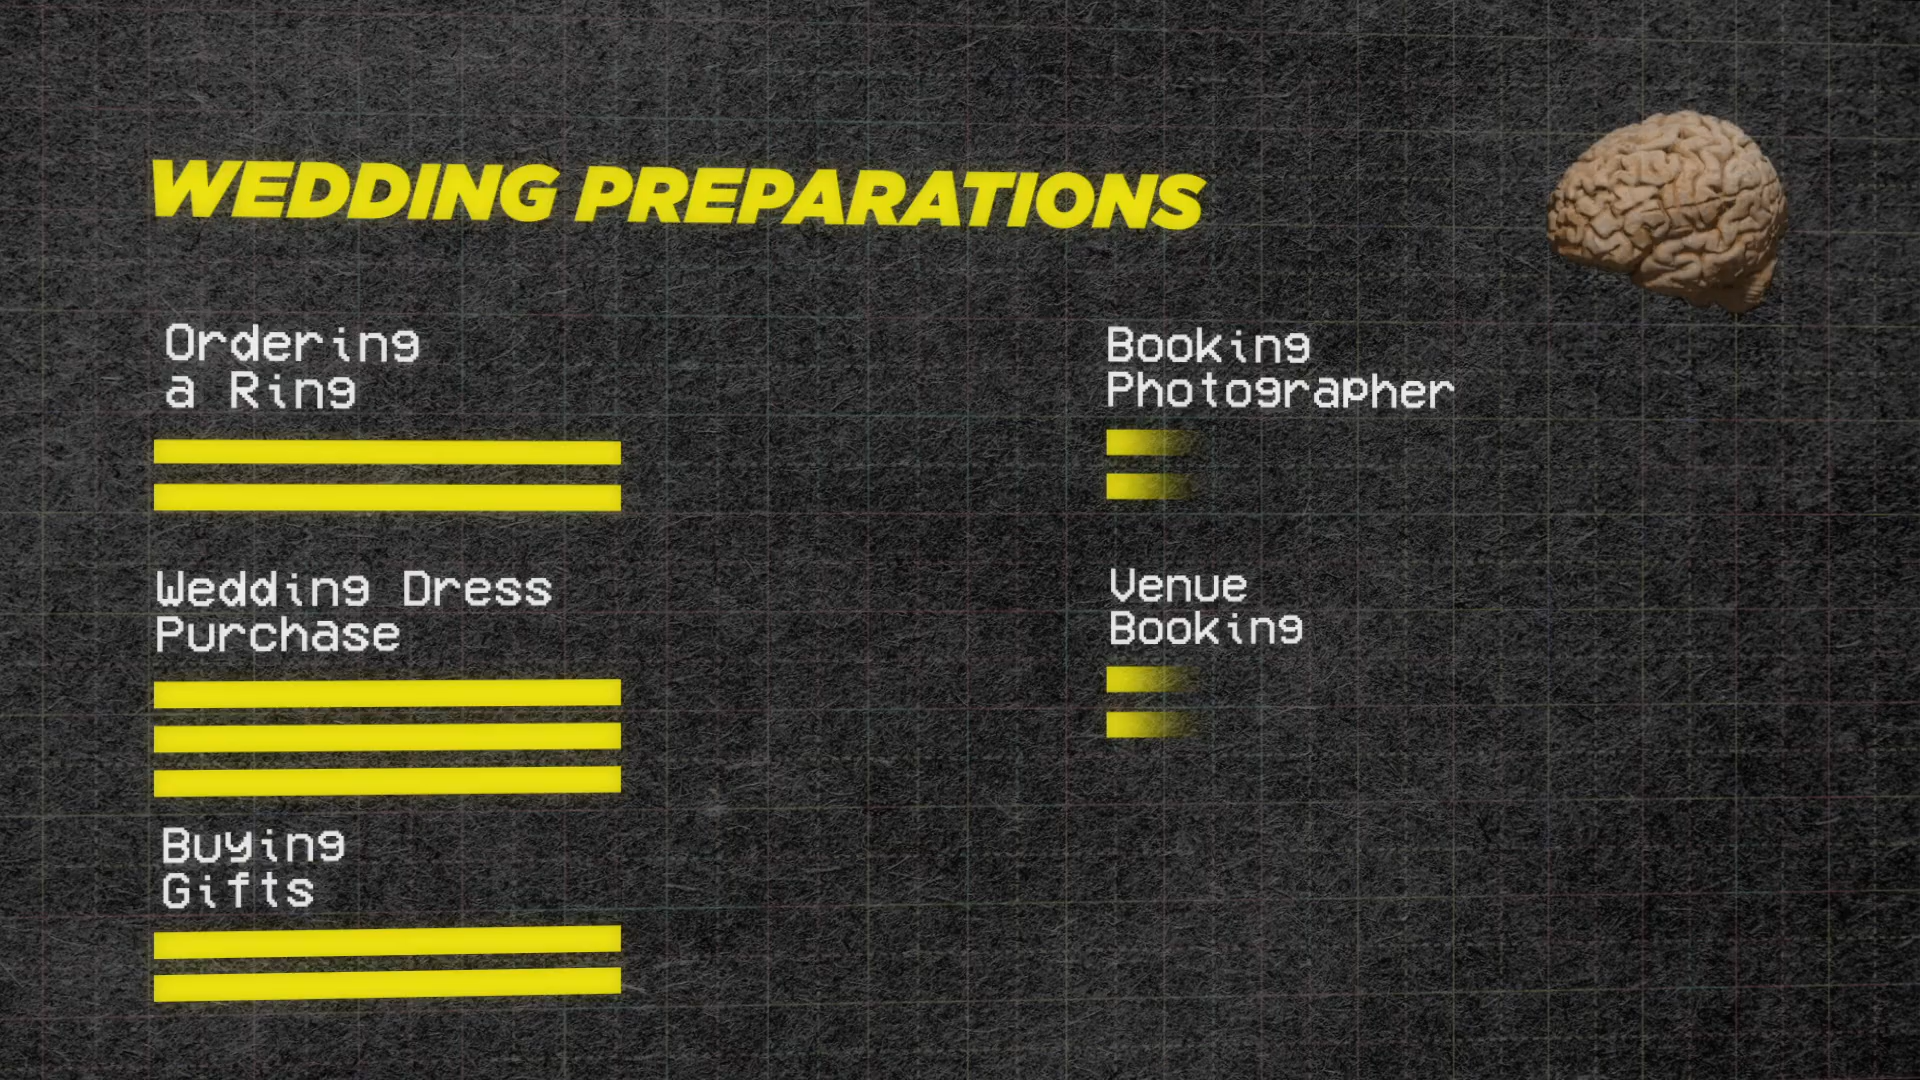 WEDDING PREPARATIONS
Ordering
a Ring
Wedding Dress
Purchase
Buying
Gifts
Booking
Photographer
Venue
Booking